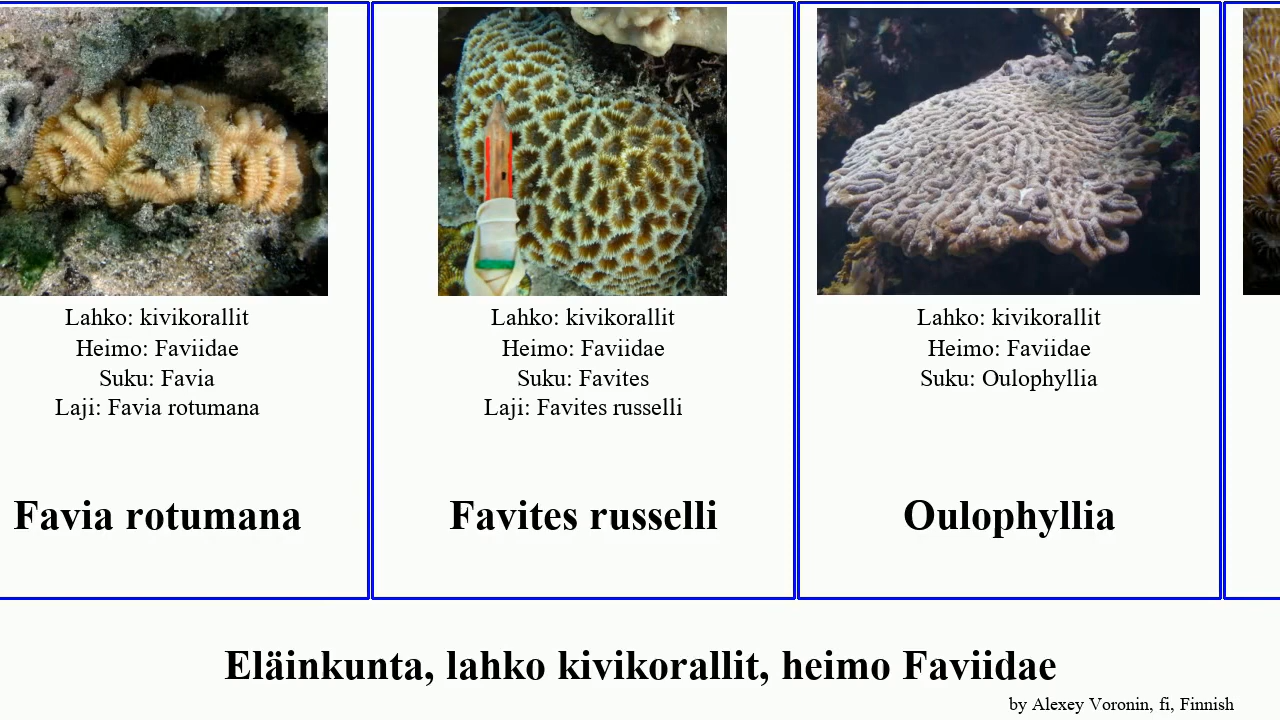 Lahko: kivikorallit
Heimo: Faviidae
Suku: Favia
Laji: Favia rotumana
Favia rotumana
Lahko: kivikorallit
Heimo: Faviidae
Suku: Favites
Laji: Favites russelli
Favites russelli
Lahko: kivikorallit
Heimo: Faviidae
Suku: Oulophyllia
Oulophyllia
Eläinkunta, lahko kivikorallit, heimo Faviidae
by Alexey Voronin, fi, Finnish